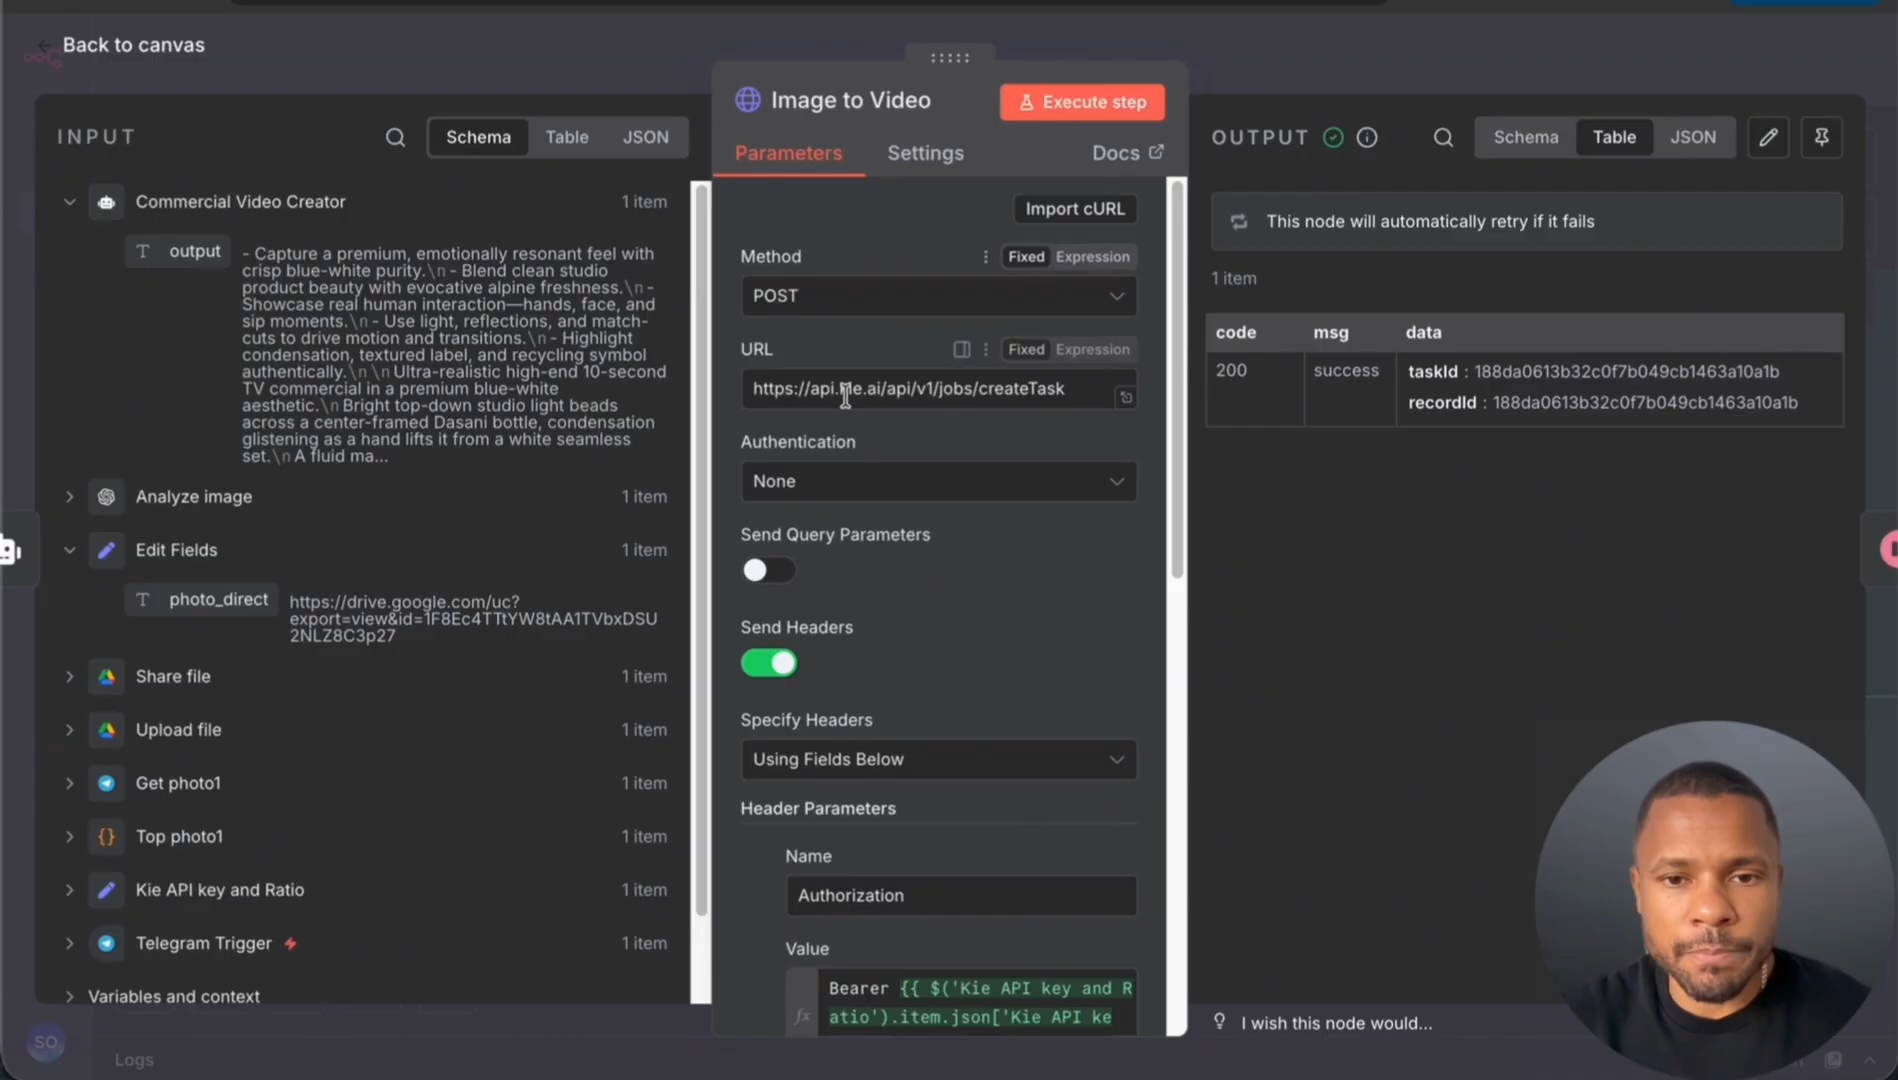 Back to canvas
INPUT
Schema
Table
JSON
Commercial Video Creator
1 item
output
- Capture a premium, emotionally resonant feel with
crisp blue-white purity.\n - Blend clean studio
product beauty with evocative alpine freshness.\n -
Showcase real human interaction—hands, face, and
sip moments.\n - Use light, reflections, and match-
cuts to drive motion and transitions.\n - Highlight
condensation, textured label, and recycling symbol
authentically.\n \n Ultra-realistic high-end 10-second
TV commercial in a premium blue-white
aesthetic.\n Bright top-down studio light beads
across a center-framed Dasani bottle, condensation
glistening as a hand lifts it from a white seamless
set.\n A fluid ma...
Analyze image
1 item
Edit Fields
1 item
photo_direct
https://drive.google.com/uc?
export=view&id=1F8Ec4TTtYW8tAA1TVbxDSU
2NLZ8C3p27
Share file
1 item
Upload file
1 item
Get photo1
1 item
Top photo1
1 item
Kie API key and Ratio
1 item
Telegram Trigger
1 item
Variables and context
SO
Logs
Image to Video
Execute step
Parameters
Settings
Docs
Import cURL
Method
Fixed
Expression
POST
URL
Fixed
Expression
https://api.kie.ai/api/v1/jobs/createTask
Authentication
None
Send Query Parameters
Send Headers
Specify Headers
Using Fields Below
Header Parameters
Name
Authorization
Value
fx
Bearer {{ $('Kie API key and R
atio').item.json['Kie API ke
OUTPUT
Schema
Table
JSON
This node will automatically retry if it fails
1 item
code
msg
data
200
success
taskId : 188da0613b32c0f7b049cb1463a10a1b
recordId : 188da0613b32c0f7b049cb1463a10a1b
I wish this node would...